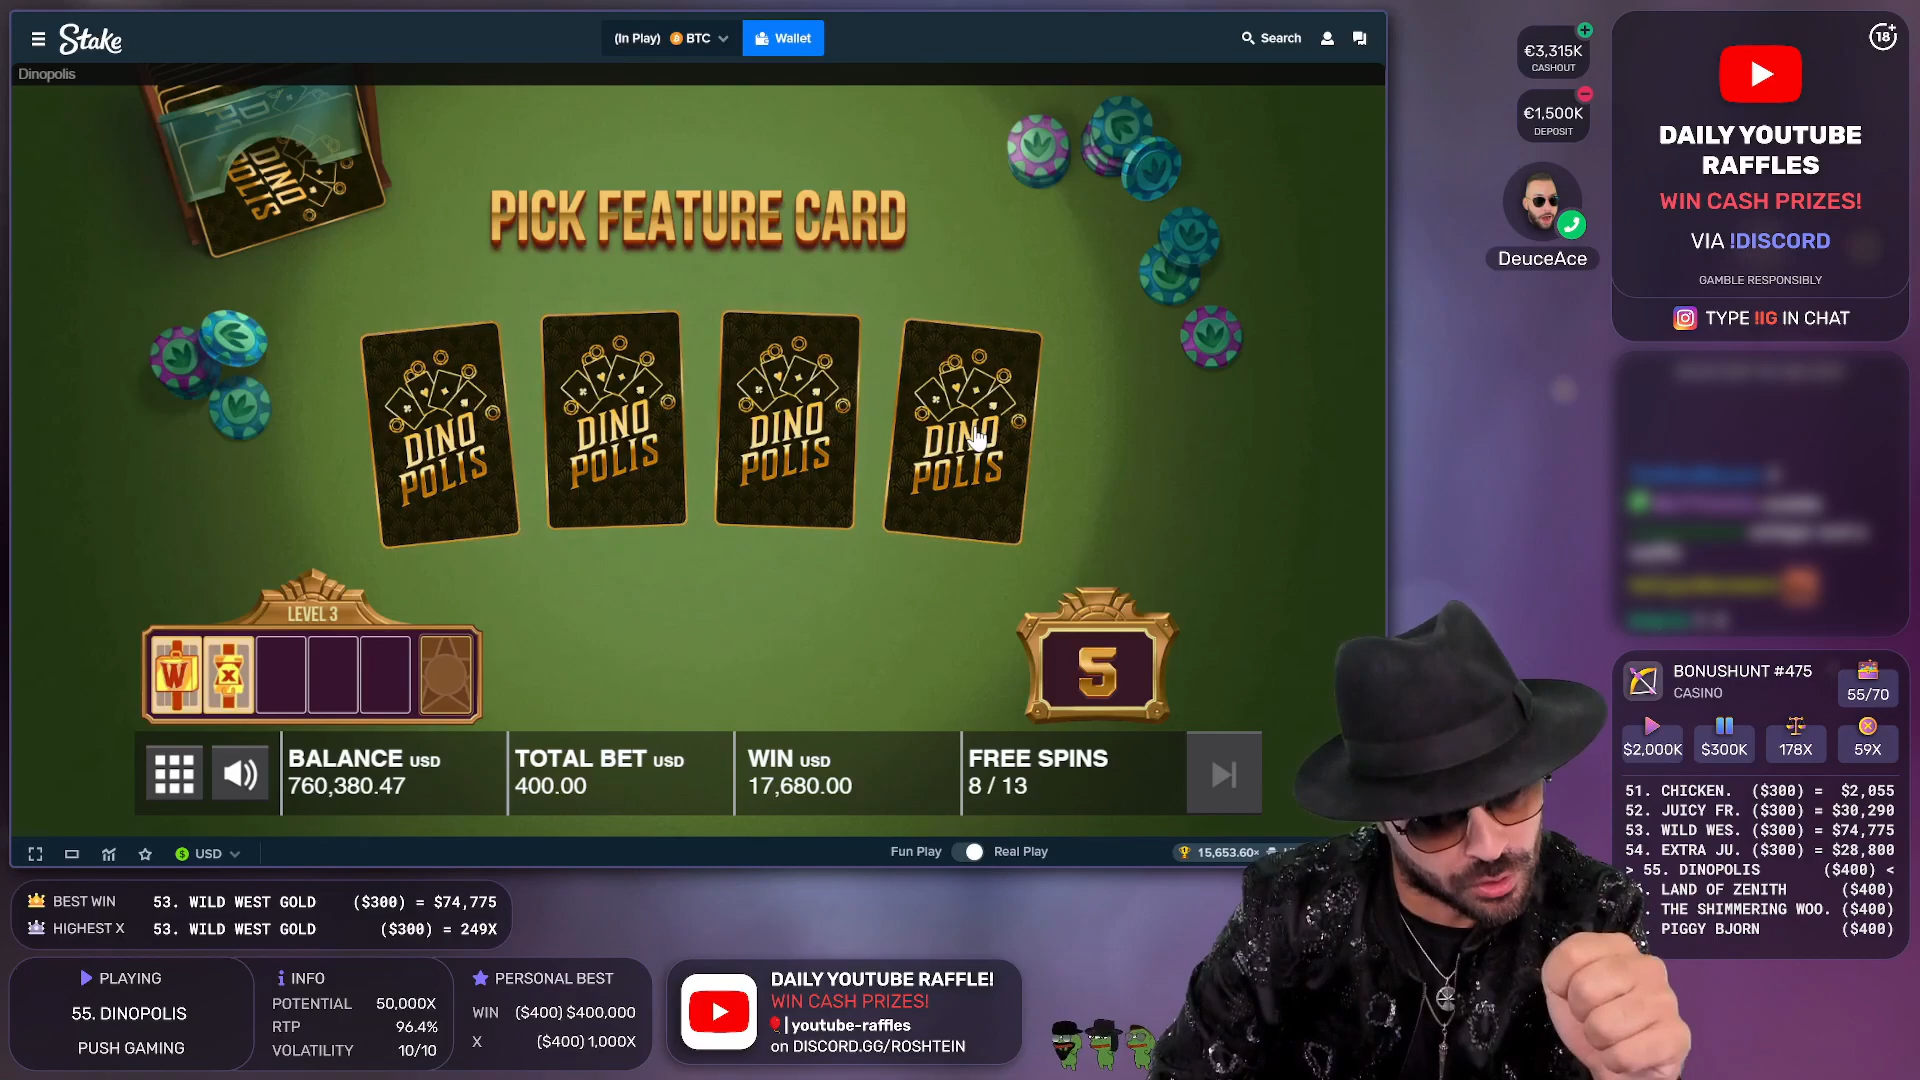 Stake
(In Play) BTC
Wallet
Search
Dinopolis
DINO
POLIS
PICK FEATURE CARD
DINO
POLIS
DINO
POLIS
DINO
POLIS
DINO
POLIS
LEVEL 3
W
X
5
BALANCE USD
760,380.47
TOTAL BET USD
400.00
WIN USD
17,680.00
FREE SPINS
8 / 13
USD
Fun Play
Real Play
15,653.60×
€3,315K
CASHOUT
€1,500K
DEPOSIT
DeuceAce
18+
DAILY YOUTUBE
RAFFLES
WIN CASH PRIZES!
VIA !DISCORD
GAMBLE RESPONSIBLY
TYPE !IG IN CHAT
BONUSHUNT #475
CASINO
55/70
$2,000K
$300K
178X
59X
51. CHICKEN. ($300) = $2,055
52. JUICY FR. ($300) = $30,290
53. WILD WES. ($300) = $74,775
54. EXTRA JU. ($300) = $28,800
> 55. DINOPOLIS ($400) <
. LAND OF ZENITH ($400)
. THE SHIMMERING WOO. ($400)
. PIGGY BJORN ($400)
BEST WIN 53. WILD WEST GOLD ($300) = $74,775
HIGHEST X 53. WILD WEST GOLD ($300) = 249X
PLAYING
55. DINOPOLIS
PUSH GAMING
INFO
POTENTIAL 50,000X
RTP 96.4%
VOLATILITY 10/10
PERSONAL BEST
WIN ($400) $400,000
X ($400) 1,000X
DAILY YOUTUBE RAFFLE!
WIN CASH PRIZES!
| youtube-raffles
on DISCORD.GG/ROSHTEIN